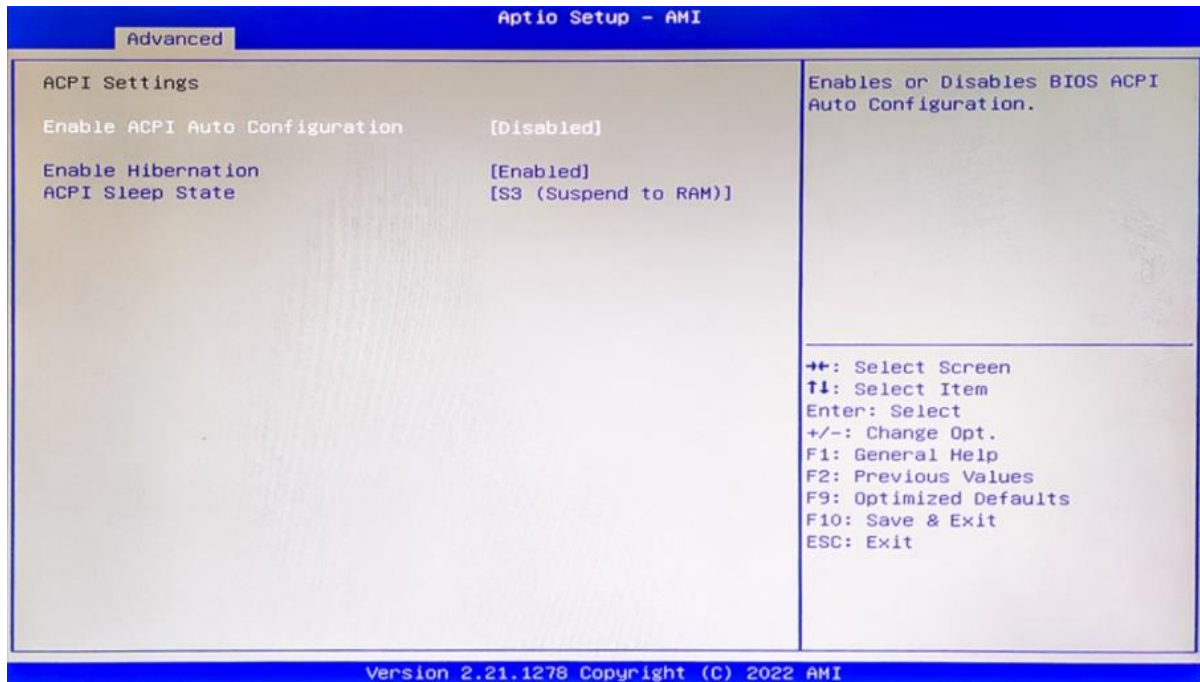 Aptio Setup - AMI
Advanced
ACPI Settings
Enable ACPI Auto Configuration [Disabled]
Enable Hibernation [Enabled]
ACPI Sleep State [S3 (Suspend to RAM)]
Enables or Disables BIOS ACPI
Auto Configuration.
→←: Select Screen
↑↓: Select Item
Enter: Select
+/-: Change Opt.
F1: General Help
F2: Previous Values
F9: Optimized Defaults
F10: Save & Exit
ESC: Exit
Version 2.21.1278 Copyright (C) 2022 AMI